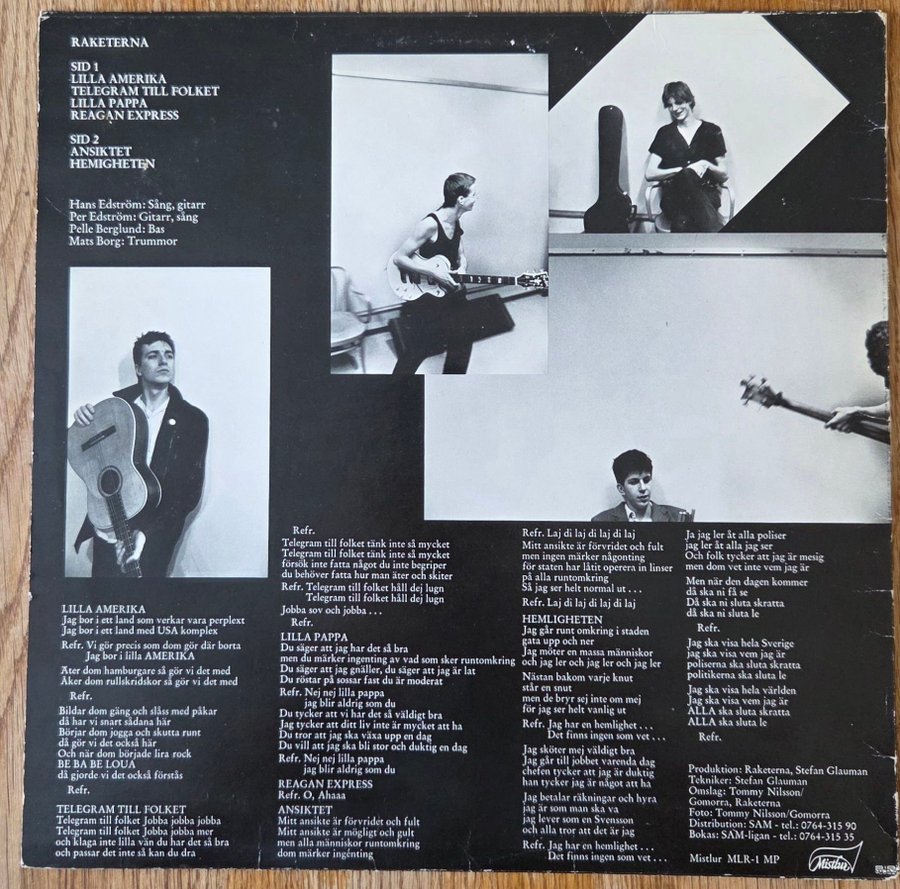 RAKETERNA
SID 1
LILLA AMERIKA
TELEGRAM TILL FOLKET
LILLA PAPPA
REAGAN EXPRESS
SID 2
ANSIKTET
HEMIGHETEN
Hans Edström: Sång, gitarr
Per Edström: Gitarr, sång
Pelle Berglund: Bas
Mats Borg: Trummor
LILLA AMERIKA
Jag bor i ett land som verkar vara perplext
Jag bor i ett land med USA komplex
Refr. Vi gör precis som dom gör där borta
Jag bor i lilla AMERIKA
Äter dom hamburgare så gör vi det med
Åker dom rullskridskor så gör vi det med
Refr.
Bildar dom gäng och slåss med påkar
då har vi snart sådana här
Börjar dom jogga och skutta runt
då gör vi det också här
Och när dom började lira rock
BE BA BE LOUA
då gjorde vi det också förstås
Refr.
TELEGRAM TILL FOLKET
Telegram till folket Jobba jobba jobba
Telegram till folket Jobba jobba mer
och klaga inte lilla vän du har det så bra
och passar det inte så kan du dra
Refr.
Telegram till folket tänk inte så mycket
Telegram till folket tänk inte så mycket
försök inte fatta något du inte begriper
du behöver fatta hur man äter och skiter
Refr. Telegram till folket håll dej lugn
Telegram till folket håll dej lugn
Jobba sov och jobba . . .
Refr.
LILLA PAPPA
Du säger att jag har det så bra
men du märker ingenting av vad som sker runtomkring
Du säger att jag gnäller, du säger att jag är lat
Du röstar på sossar fast du är moderat
Refr. Nej nej lilla pappa
jag blir aldrig som du
Du tycker att vi har det så väldigt bra
Jag tycker att ditt liv inte är mycket att ha
Du tror att jag ska växa upp en dag
Du vill att jag ska bli stor och duktig en dag
Refr. Nej nej lilla pappa
jag blir aldrig som du
REAGAN EXPRESS
Refr. O, Ahaaa
ANSIKTET
Mitt ansikte är förvridet och fult
Mitt ansikte är mögligt och gult
men alla människor runtomkring
dom märker ingénting
Refr. Laj di laj di laj di laj
Mitt ansikte är förvridet och fult
men ingen märker någonting
för staten har låtit operera in linser
på alla runtomkring
Så jag ser helt normal ut . . .
Refr. Laj di laj di laj di laj
HEMLIGHETEN
Jag går runt omkring i staden
gata upp och ner
Jag möter en massa människor
och jag ler och jag ler och jag ler
Nästan bakom varje knut
står en snut
men de bryr sej inte om mej
för jag ser helt vanlig ut
Refr. Jag har en hemlighet . . .
Det finns ingen som vet . . .
Jag sköter mej väldigt bra
Jag går till jobbet varenda dag
chefen tycker att jag är duktig
han tycker jag är något att ha
Jag betalar räkningar och hyra
jag är som man ska va
jag lever som en Svensson
och alla tror att det är jag
Refr. Jag har en hemlighet . . .
Det finns ingen som vet . . .
Ja jag ler åt alla poliser
jag ler åt alla jag ser
Och folk tycker att jag är mesig
men dom vet inte vem jag är
Men när den dagen kommer
då ska ni få se
Då ska ni sluta skratta
då ska ni sluta le
Refr.
Jag ska visa hela Sverige
Jag ska visa vem jag är
poliserna ska sluta skratta
politikerna ska sluta le
Jag ska visa hela världen
Jag ska visa vem jag är
ALLA ska sluta skratta
ALLA ska sluta le
Refr.
Produktion: Raketerna, Stefan Glauman
Tekniker: Stefan Glauman
Omslag: Tommy Nilsson/
Gomorra, Raketerna
Foto: Tommy Nilsson/Gomorra
Distribution: SAM - tel.: 0764-315 90
Bokas: SAM-ligan - tel.: 0764-315 35
Mistlur MLR-1 MP
Mistlur